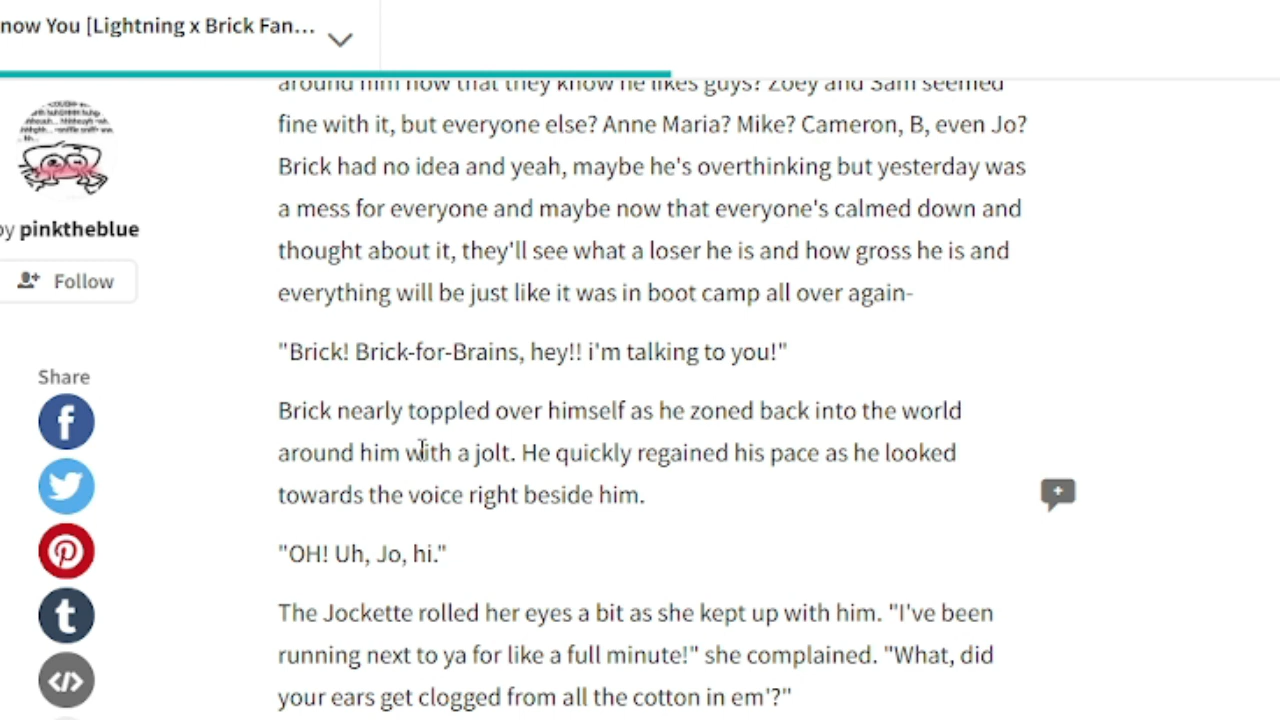 now You [Lightning x Brick Fan...
around him now that they know he likes guys? Zoey and Sam seemed
fine with it, but everyone else? Anne Maria? Mike? Cameron, B, even Jo?
Brick had no idea and yeah, maybe he's overthinking but yesterday was
a mess for everyone and maybe now that everyone's calmed down and
thought about it, they'll see what a loser he is and how gross he is and
everything will be just like it was in boot camp all over again-
by pinktheblue
Follow
"Brick! Brick-for-Brains, hey!! i'm talking to you!"
Share
Brick nearly toppled over himself as he zoned back into the world
around him with a jolt. He quickly regained his pace as he looked
towards the voice right beside him.
"OH! Uh, Jo, hi."
The Jockette rolled her eyes a bit as she kept up with him. "I've been
running next to ya for like a full minute!" she complained. "What, did
your ears get clogged from all the cotton in em'?"